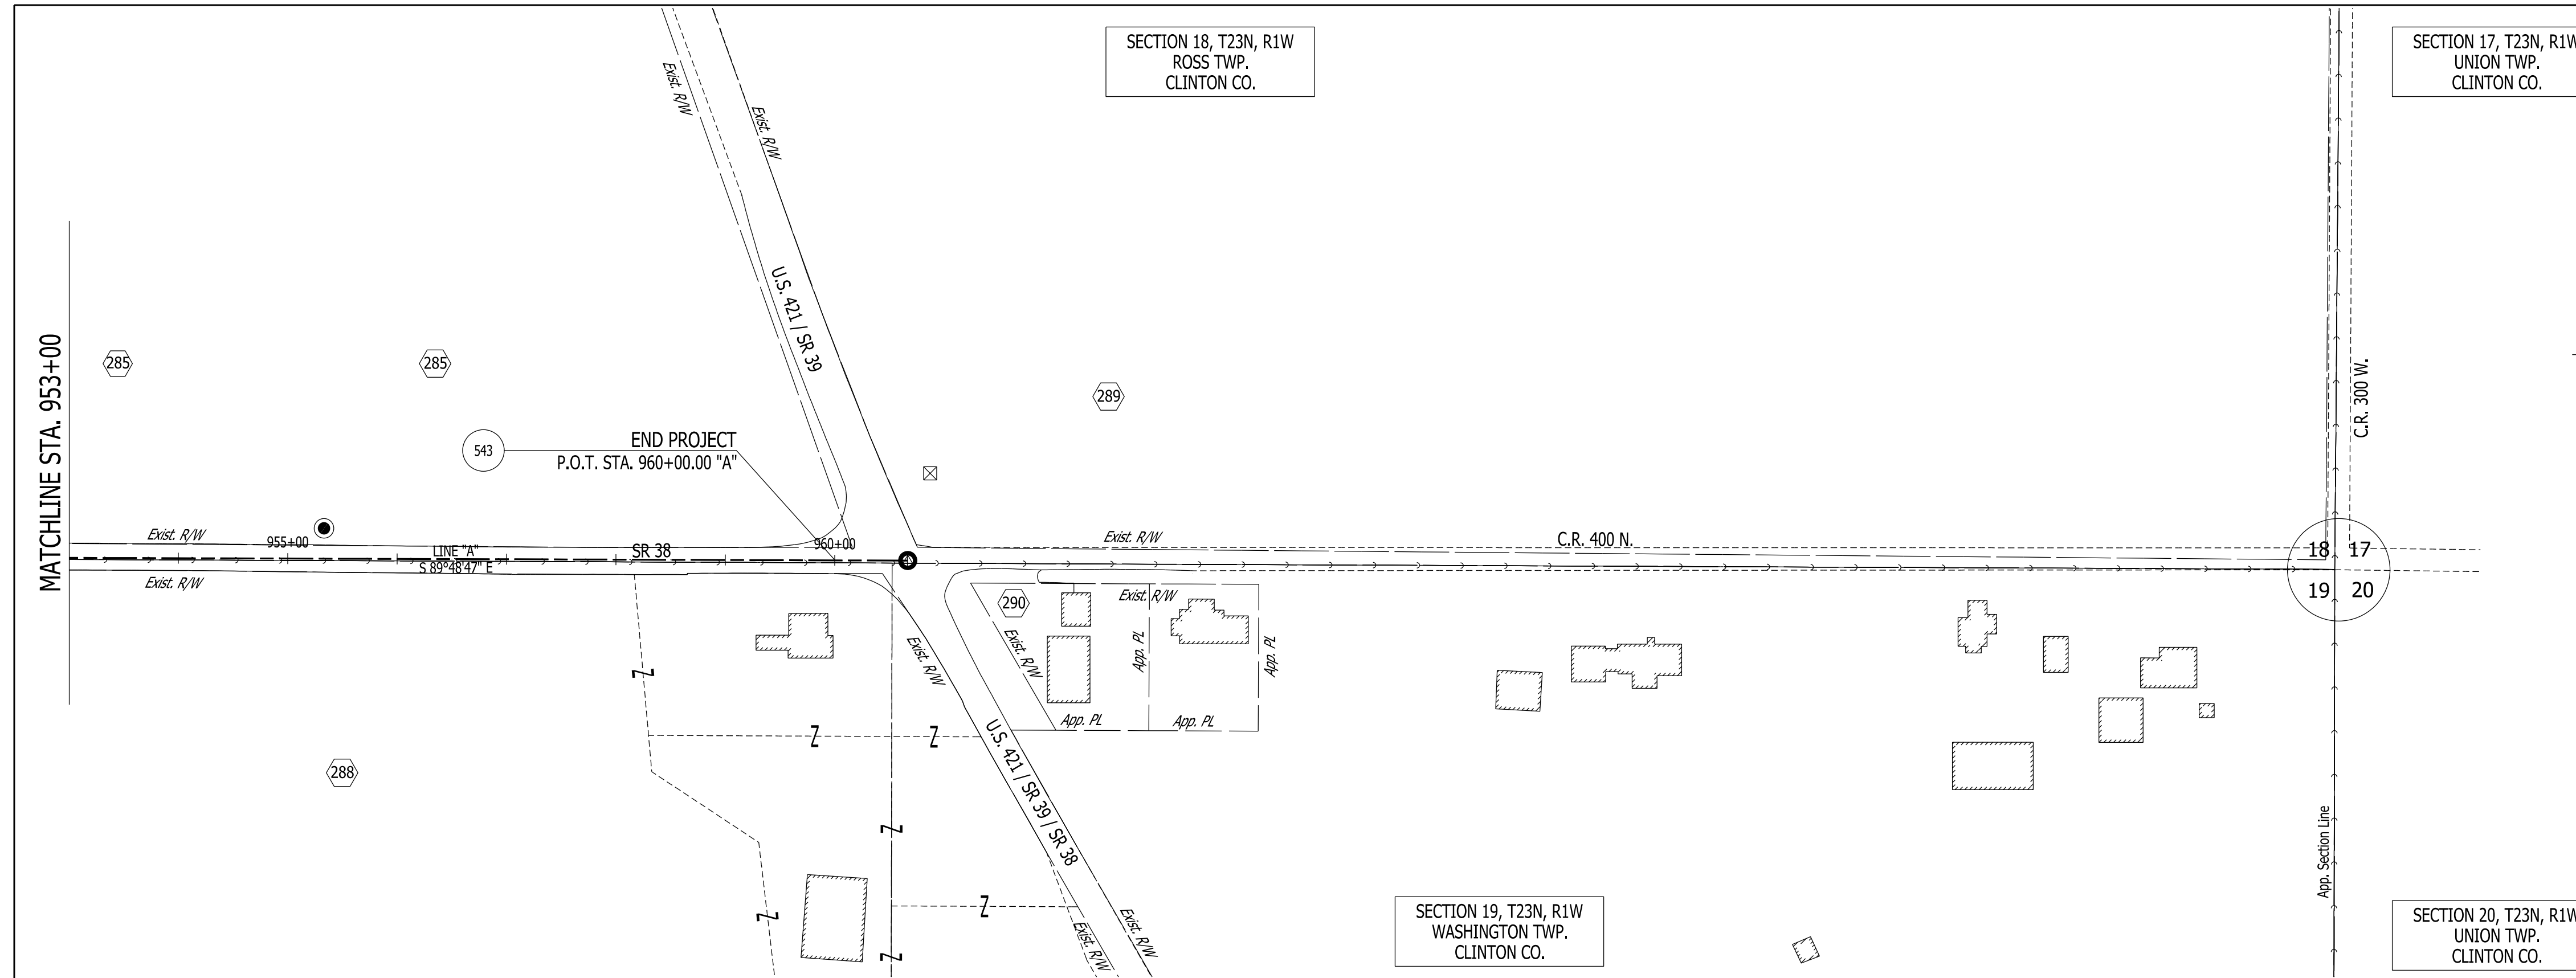 SECTION 18, T23N, R1W
ROSS TWP.
CLINTON CO.
SECTION 17, T23N, R1W
UNION TWP.
CLINTON CO.
Exist. R/W
Exist. R/W
U.S. 421 / SR 39
MATCHLINE STA. 953+00
285
285
289
C.R. 300 W.
543
END PROJECT
P.O.T. STA. 960+00.00 "A"
Exist. R/W
955+00
LINE "A"
S 89°48'47" E
SR 38
960+00
Exist. R/W
C.R. 400 N.
18
17
19
20
Exist. R/W
290
Exist. R/W
Exist. R/W
Exist. R/W
App. PL
App. PL
App. PL
App. PL
Z
Z
Z
288
U.S. 421 / SR 39 / SR 38
Z
App. Section Line
Z
Z
Z
Exist. R/W
Exist. R/W
SECTION 19, T23N, R1W
WASHINGTON TWP.
CLINTON CO.
SECTION 20, T23N, R1W
UNION TWP.
CLINTON CO.